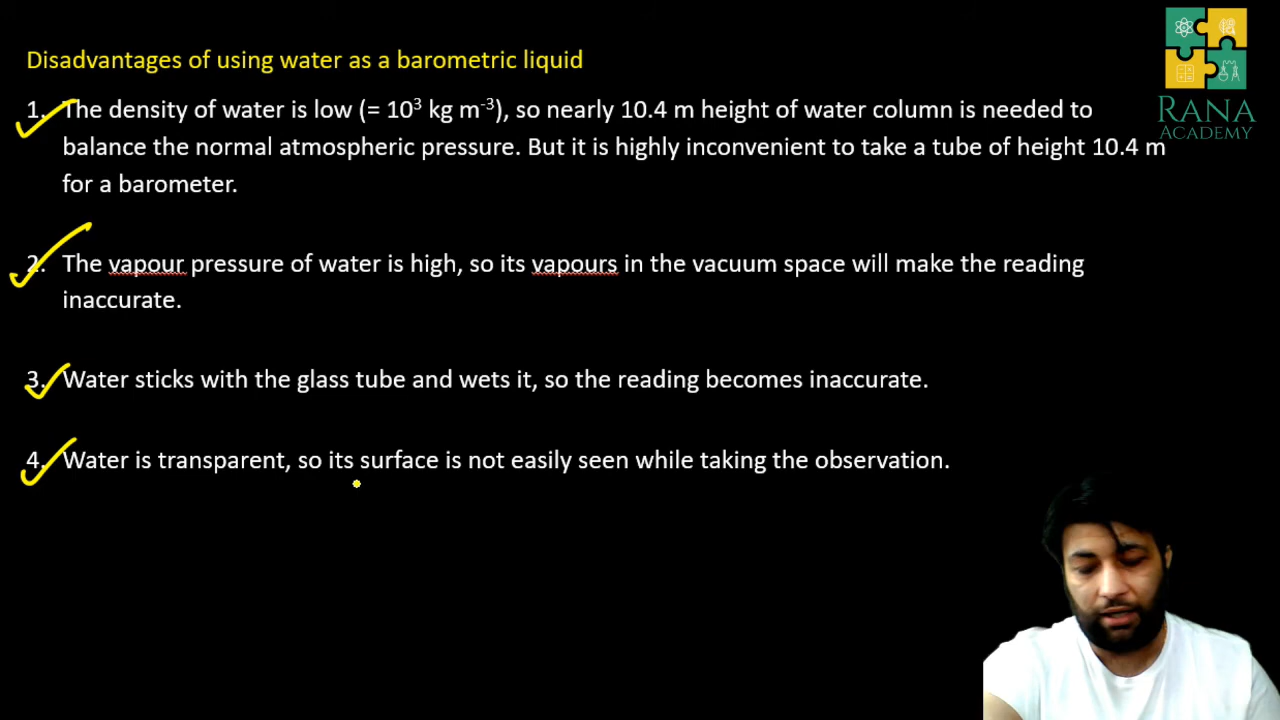 Disadvantages of using water as a barometric liquid
1. The density of water is low (= 10³ kg m⁻³), so nearly 10.4 m height of water column is needed to
balance the normal atmospheric pressure. But it is highly inconvenient to take a tube of height 10.4 m
for a barometer.
2. The vapour pressure of water is high, so its vapours in the vacuum space will make the reading
inaccurate.
3. Water sticks with the glass tube and wets it, so the reading becomes inaccurate.
4. Water is transparent, so its surface is not easily seen while taking the observation.
RANA
ACADEMY